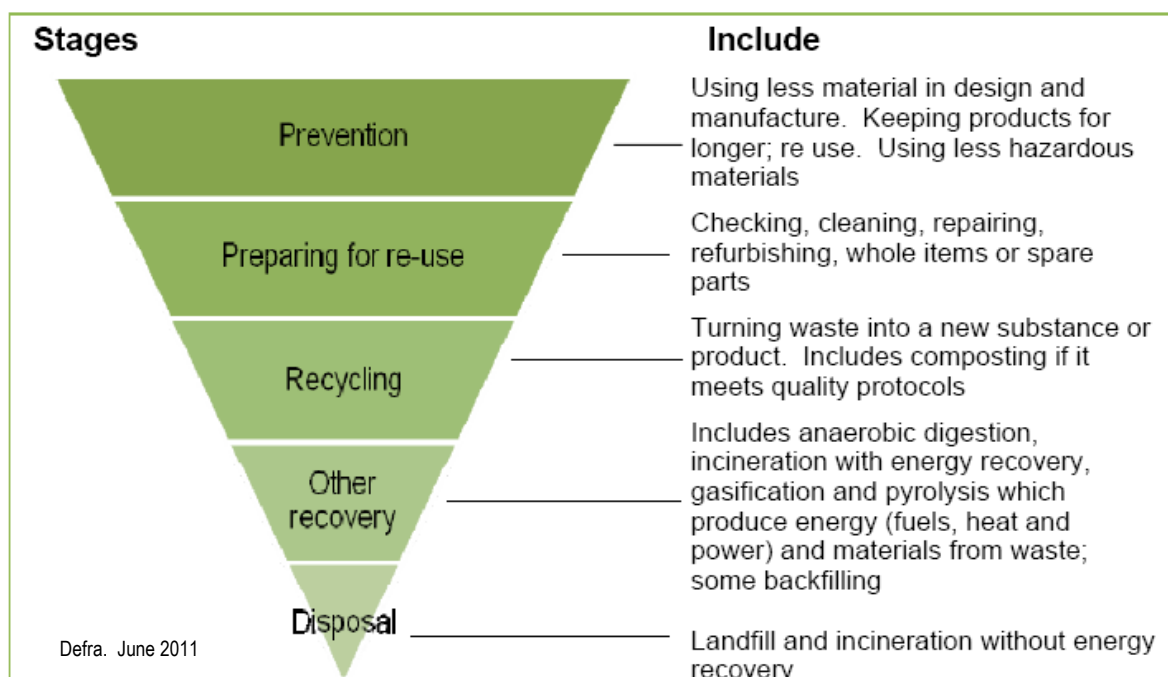 Stages
Include
Prevention
Using less material in design and
manufacture.  Keeping products for
longer; re use.  Using less hazardous
materials
Preparing for re-use
Checking, cleaning, repairing,
refurbishing, whole items or spare
parts
Recycling
Turning waste into a new substance or
product.  Includes composting if it
meets quality protocols
Other
recovery
Includes anaerobic digestion,
incineration with energy recovery,
gasification and pyrolysis which
produce energy (fuels, heat and
power) and materials from waste;
some backfilling
Disposal
Landfill and incineration without energy
recovery
Defra.  June 2011